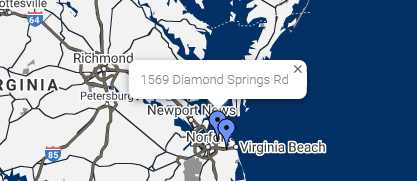 ottesville
64
Richmond
×
1569 Diamond Springs Rd
RGINIA
Petersburg
Newport News
Norfo
Virginia Beach
85